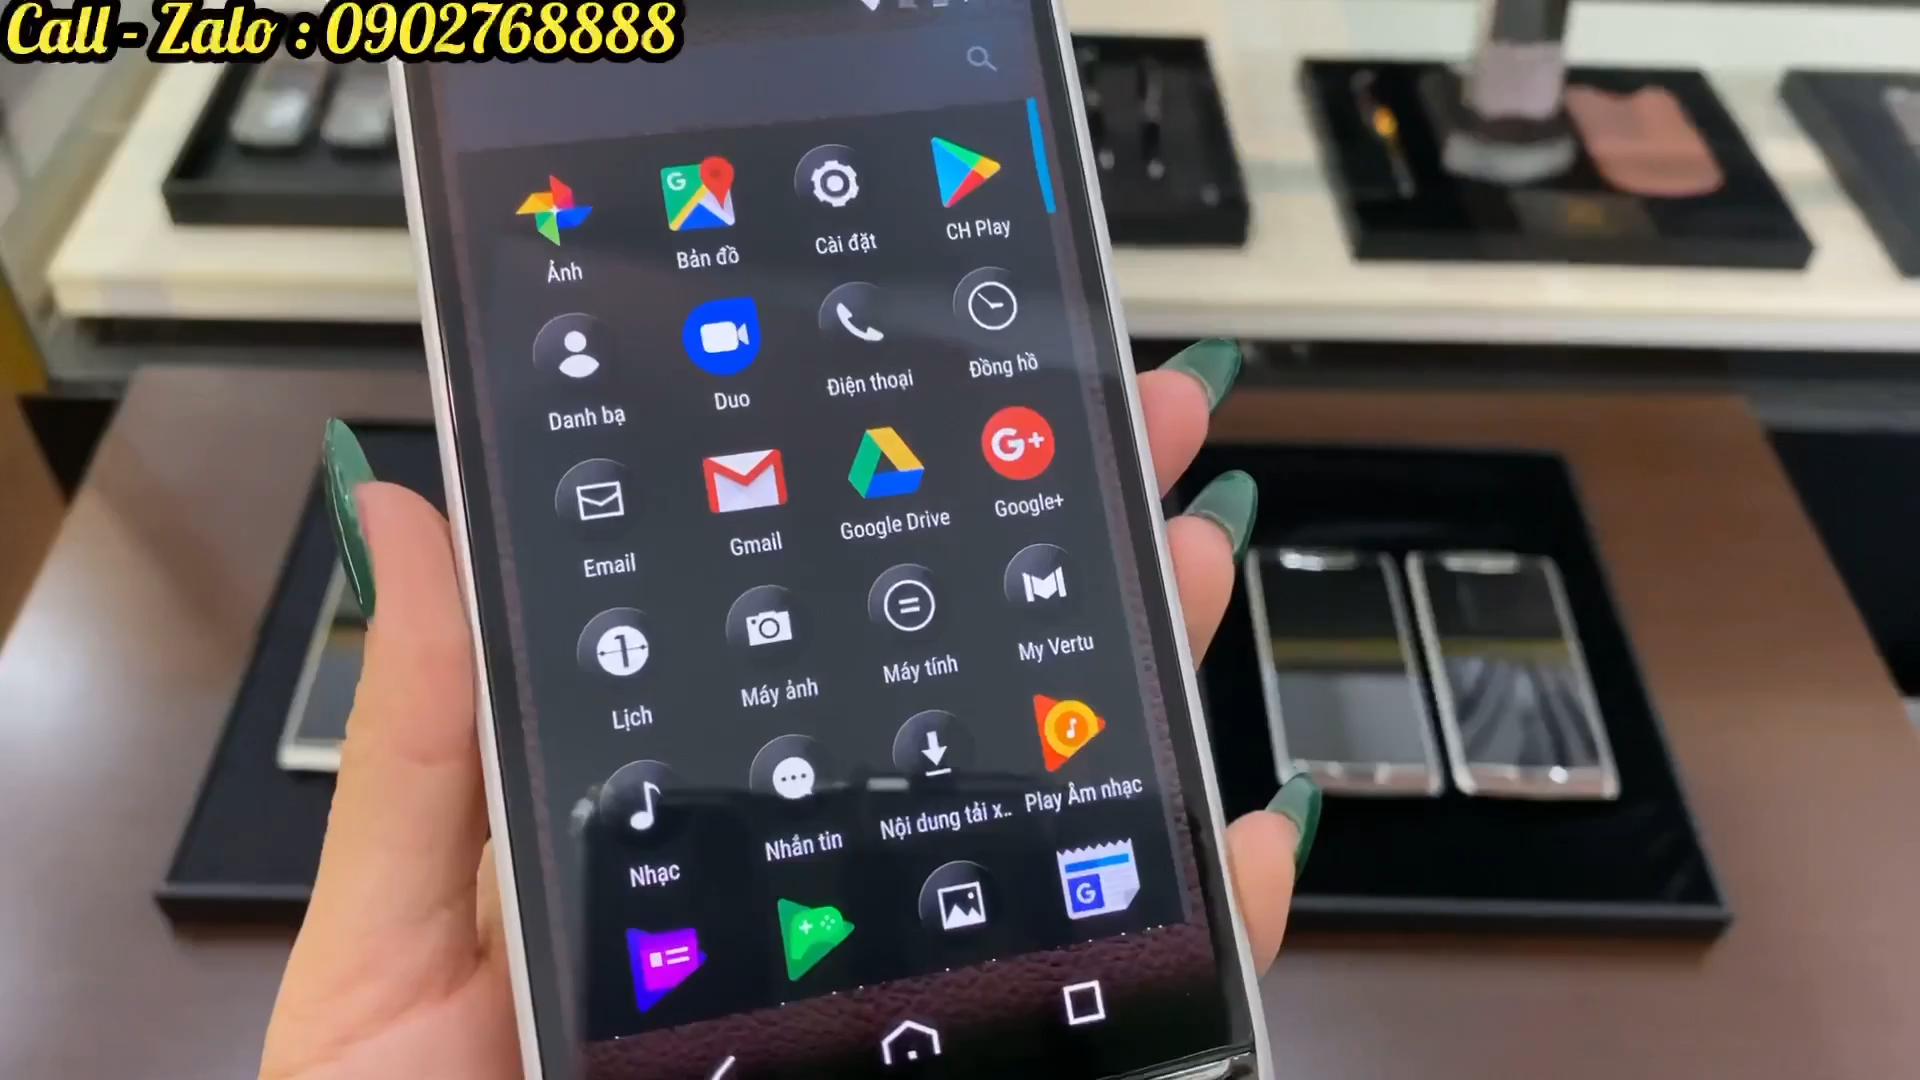 Call - Zalo : 0902768888
Ảnh
Bản đồ
Cài đặt
CH Play
Danh bạ
Duo
Điện thoại
Đồng hồ
Email
Gmail
Google Drive
G+
Google+
Lịch
Máy ảnh
Máy tính
My Vertu
Nhạc
Nhắn tin
Nội dung tải x..
Play Âm nhạc